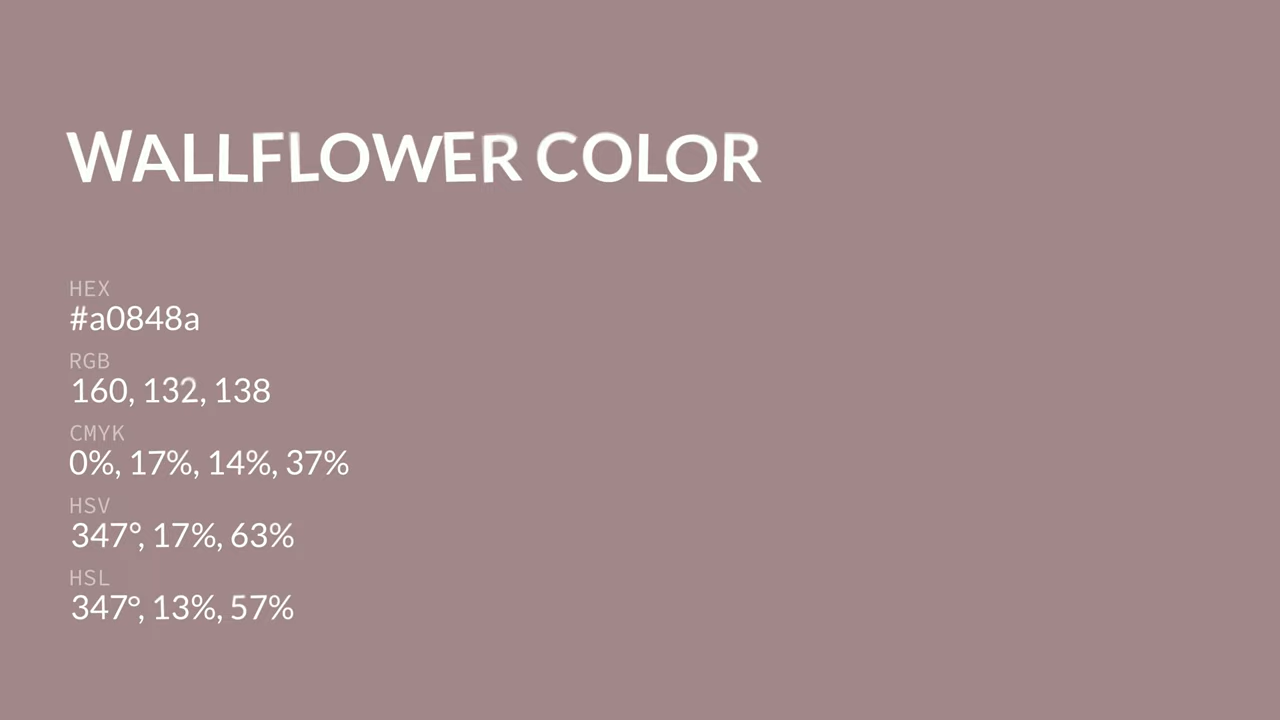 WALLFLOWER COLOR
HEX
#a0848a
RGB
160, 132, 138
CMYK
0%, 17%, 14%, 37%
HSV
347°, 17%, 63%
HSL
347°, 13%, 57%